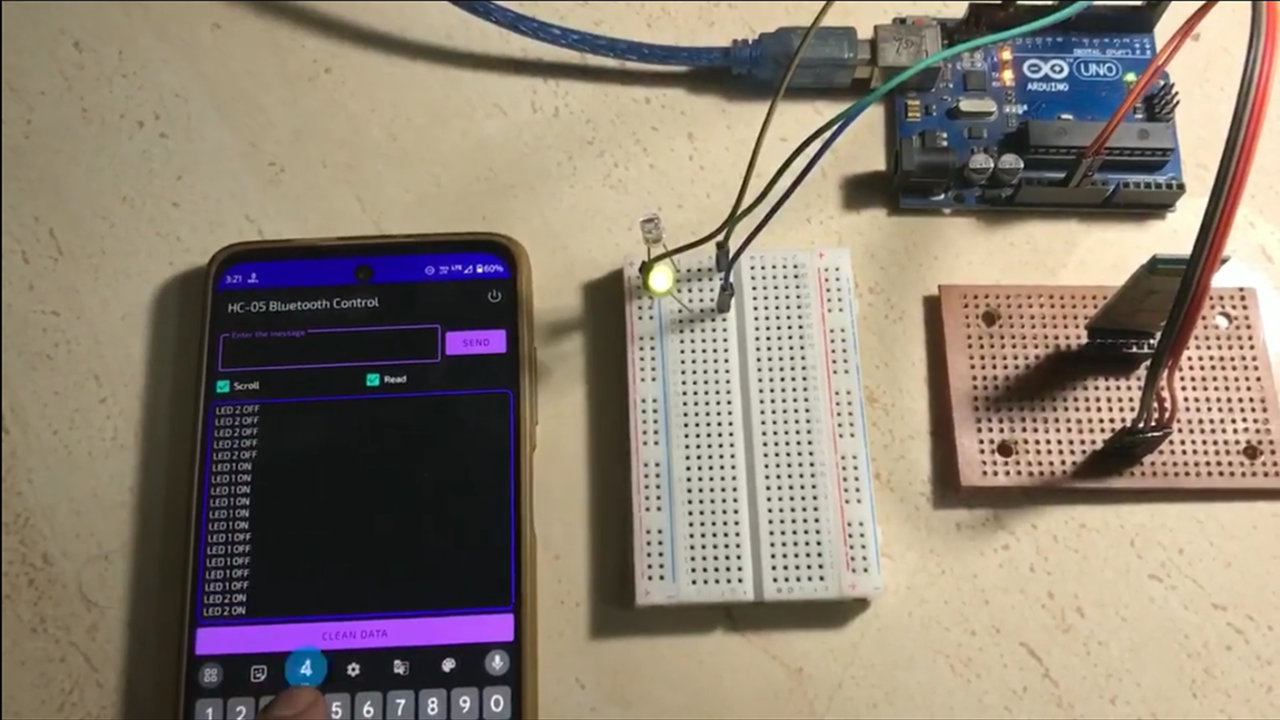 3:21
LTE
60%
HC-05 Bluetooth Control
Enter the message
SEND
Scroll
Read
LED 2 OFF
LED 2 OFF
LED 2 OFF
LED 2 OFF
LED 2 OFF
LED 1 ON
LED 1 ON
LED 1 ON
LED 1 ON
LED 1 ON
LED 1 ON
LED 1 OFF
LED 1 OFF
LED 1 OFF
LED 1 OFF
LED 1 OFF
LED 2 ON
LED 2 ON
CLEAN DATA
4
1 2 5 6 7 8 9 0
UNO
ARDUINO